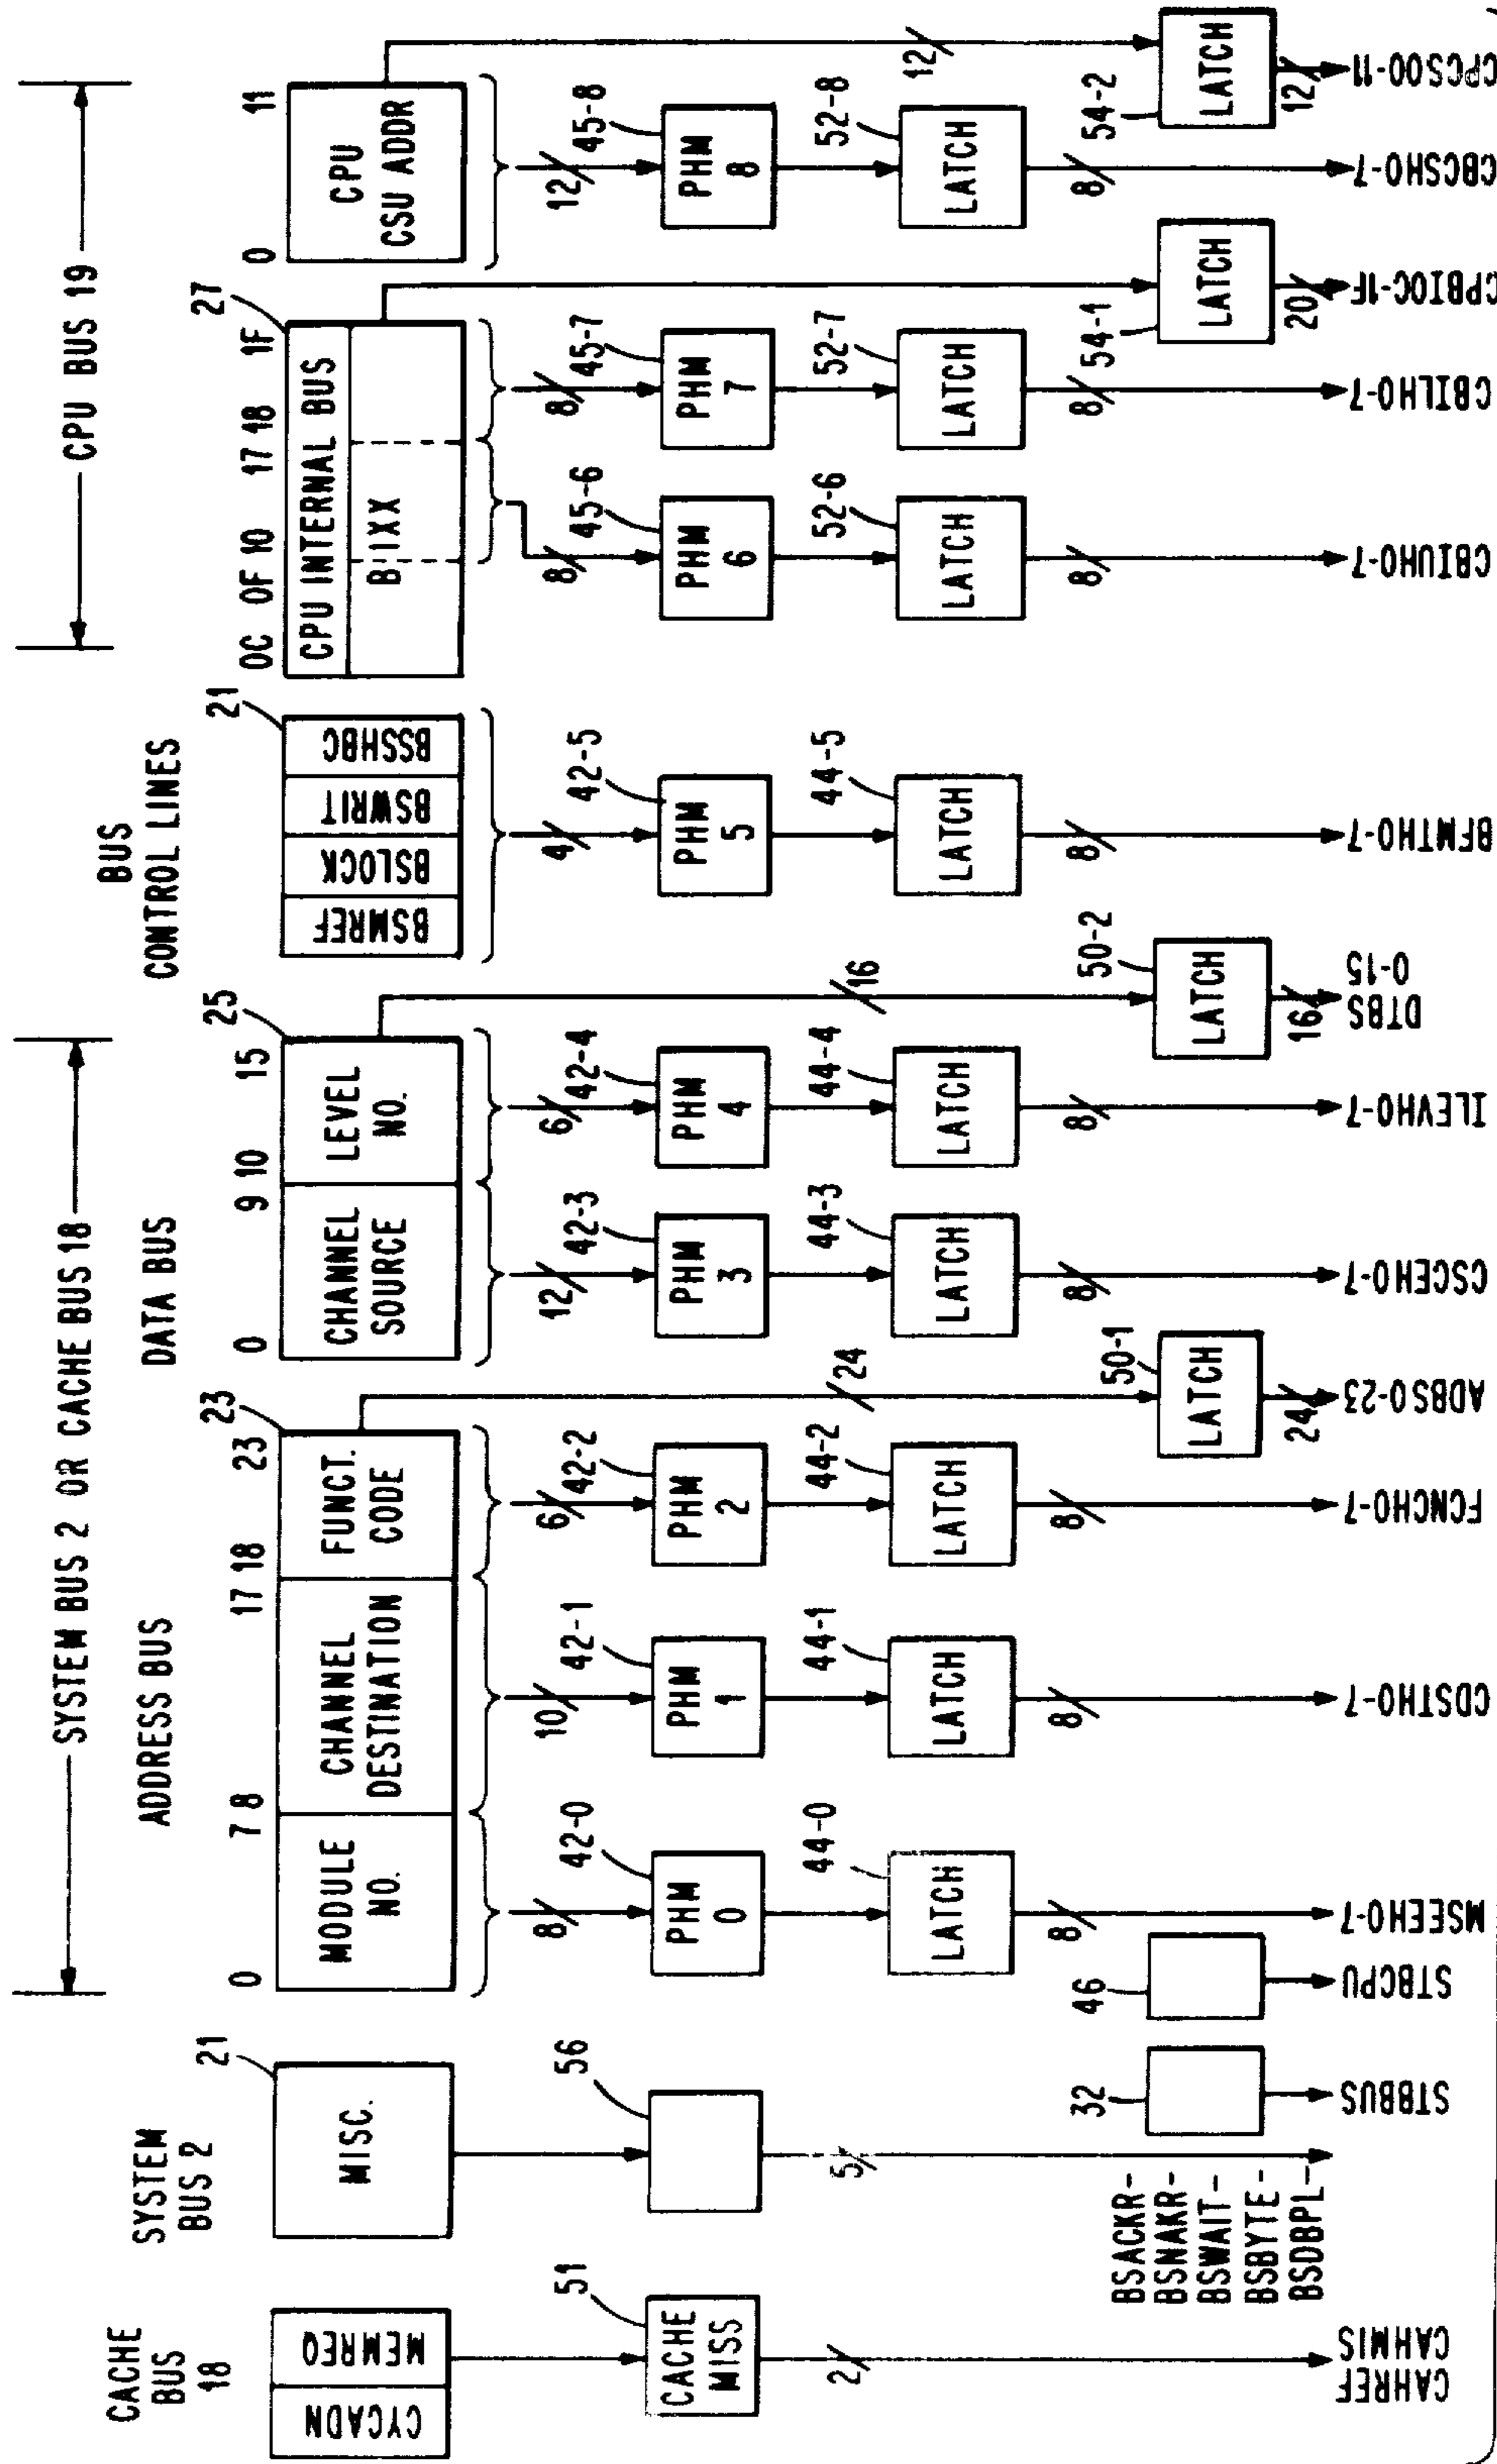 CACHE
BUS
18
SYSTEM
BUS 2
SYSTEM BUS 2 OR CACHE BUS 18
ADDRESS BUS
DATA BUS
BUS
CONTROL LINES
CPU BUS 19
CYCADN
MEMREQ
21
MISC.
0 7 8 17 18 23
23
MODULE
NO.
CHANNEL
DESTINATION
FUNCT.
CODE
0 9 10 15
25
CHANNEL
SOURCE
LEVEL
NO.
21
BSMREF
BSLOCK
BSWRIT
BSSHBC
0C 0F 10 17 18 1F
27
CPU INTERNAL BUS
BIXX
0 11
CPU
CSU ADDR
51
CACHE
MISS
56
8
42-0
PHM
0
10
42-1
PHM
1
6
42-2
PHM
2
24
12
42-3
PHM
3
6
42-4
PHM
4
16
4
42-5
PHM
5
8
45-6
PHM
6
8
45-7
PHM
7
12
45-8
PHM
8
12
44-0
LATCH
44-1
LATCH
44-2
LATCH
44-3
LATCH
44-4
LATCH
44-5
LATCH
52-6
LATCH
52-7
LATCH
52-8
LATCH
2
5
32
46
8
8
8
50-1
LATCH
24
8
8
50-2
LATCH
16
8
8
8
54-1
LATCH
20
8
54-2
LATCH
12
CAHREF
CAHMIS
BSACKR-
BSNAKR-
BSWAIT-
BSBYTE-
BSDBPL-
STBBUS
STBCPU
MSEEH0-7
CDSTH0-7
FCNCH0-7
ADBS0-23
CSCEH0-7
ILEVH0-7
DTBS
0-15
BFMTH0-7
CBIUH0-7
CBILH0-7
CPBI0C-1F
CBCSH0-7
CPCS00-11